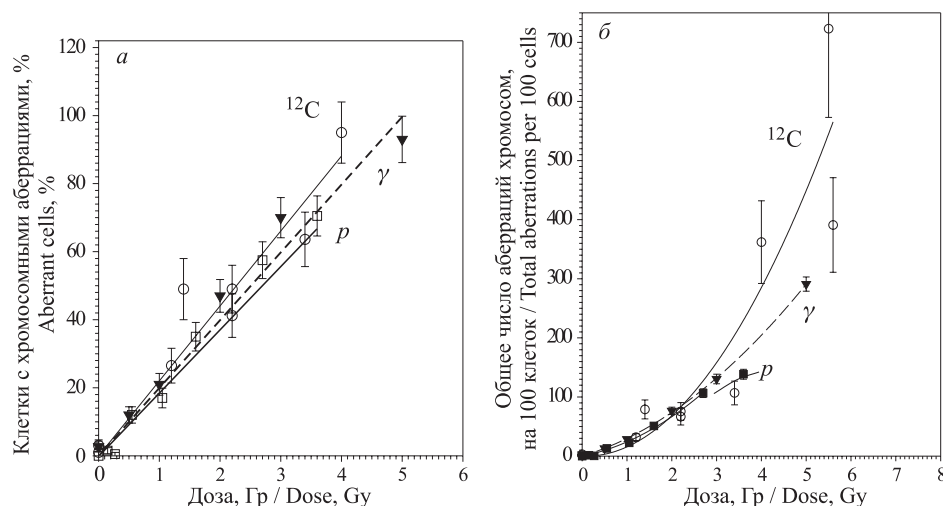 Клетки с хромосомными аберрациями, %
Aberrant cells, %
120
100
80
60
40
20
0
а
¹²C
γ
p
0 1 2 3 4 5 6
Доза, Гр / Dose, Gy
Общее число аберраций хромосом,
на 100 клеток / Total aberrations per 100 cells
700
600
500
400
300
200
100
0
б
¹²C
γ
p
0 1 2 3 4 5 6 7 8
Доза, Гр / Dose, Gy